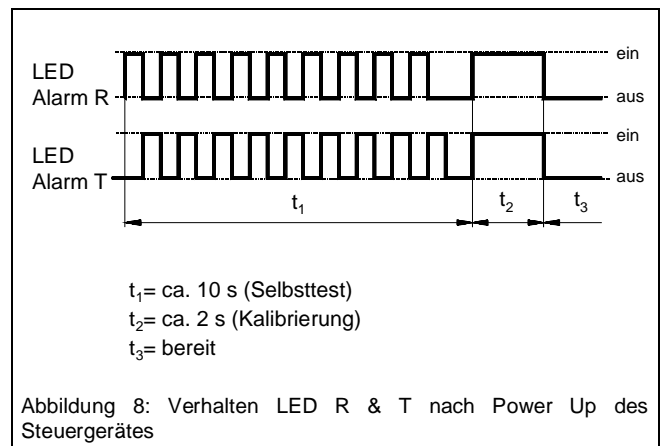 LED
Alarm R
ein
aus
LED
Alarm T
ein
aus
t1
t2
t3
t1= ca. 10 s (Selbsttest)
t2= ca. 2 s (Kalibrierung)
t3= bereit
Abbildung 8: Verhalten LED R & T nach Power Up des
Steuergerätes